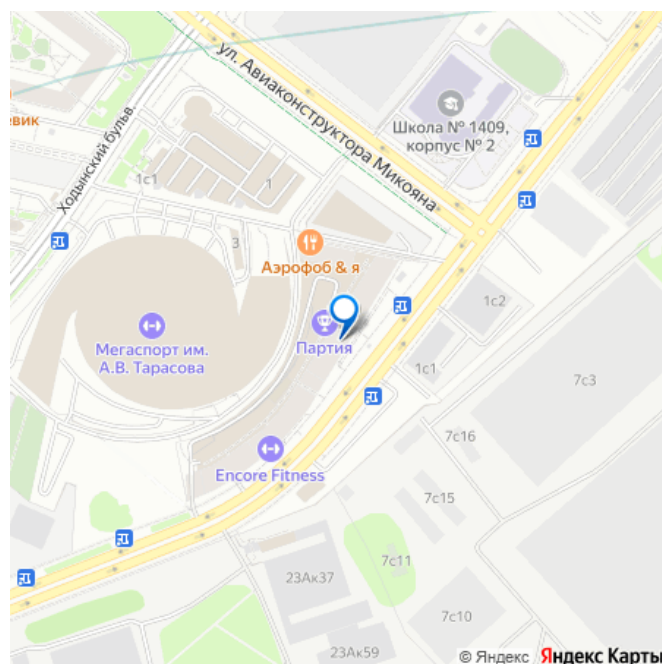 ул. Авиаконструктора Микояна
Школа № 1409,
корпус № 2
евик
Ходынский бульв.
1с1
1
3
Аэрофоб & я
1с2
Партия
Мегаспорт им.
А.В. Тарасова
1с1
7с3
7с16
Encore Fitness
7с15
7с11
23Ак37
7с10
23Ак59
© Яндекс Яндекс Карты